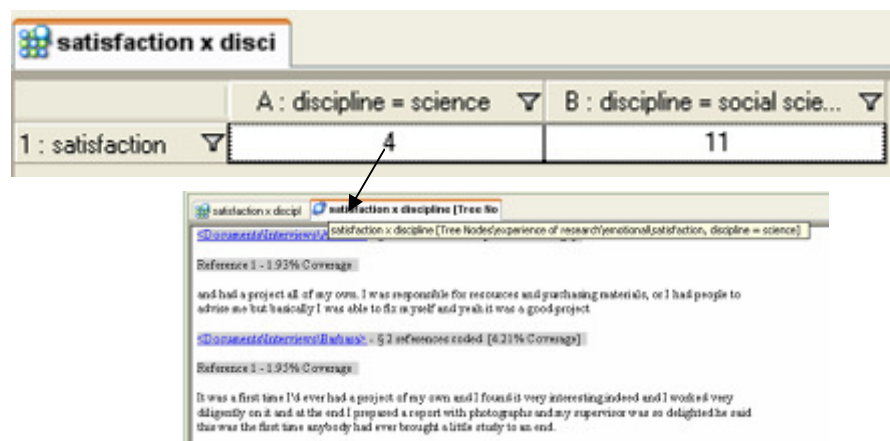 satisfaction x disci
A : discipline = science B : discipline = social scie...
1 : satisfaction 4 11
satisfaction x discipl satisfaction x discipline [Tree No
satisfaction x discipline [Tree Nodes\experience of research\emotional\satisfaction, discipline = science]
<Documents\Interviews\
Reference 1 - 1.93% Coverage
and had a project all of my own. I was responsible for resources and purchasing materials, or I had people to
advise me but basically I was able to fix myself and yeah it was a good project
<Documents\Interviews\Barbara> - § 2 references coded [4.21% Coverage]
Reference 1 - 1.95% Coverage
It was a first time I'd ever had a project of my own and I found it very interesting indeed and I worked very
diligently on it and at the end I prepared a report with photographs and my supervisor was so delighted he said
this was the first time anybody had ever brought a little study to an end.